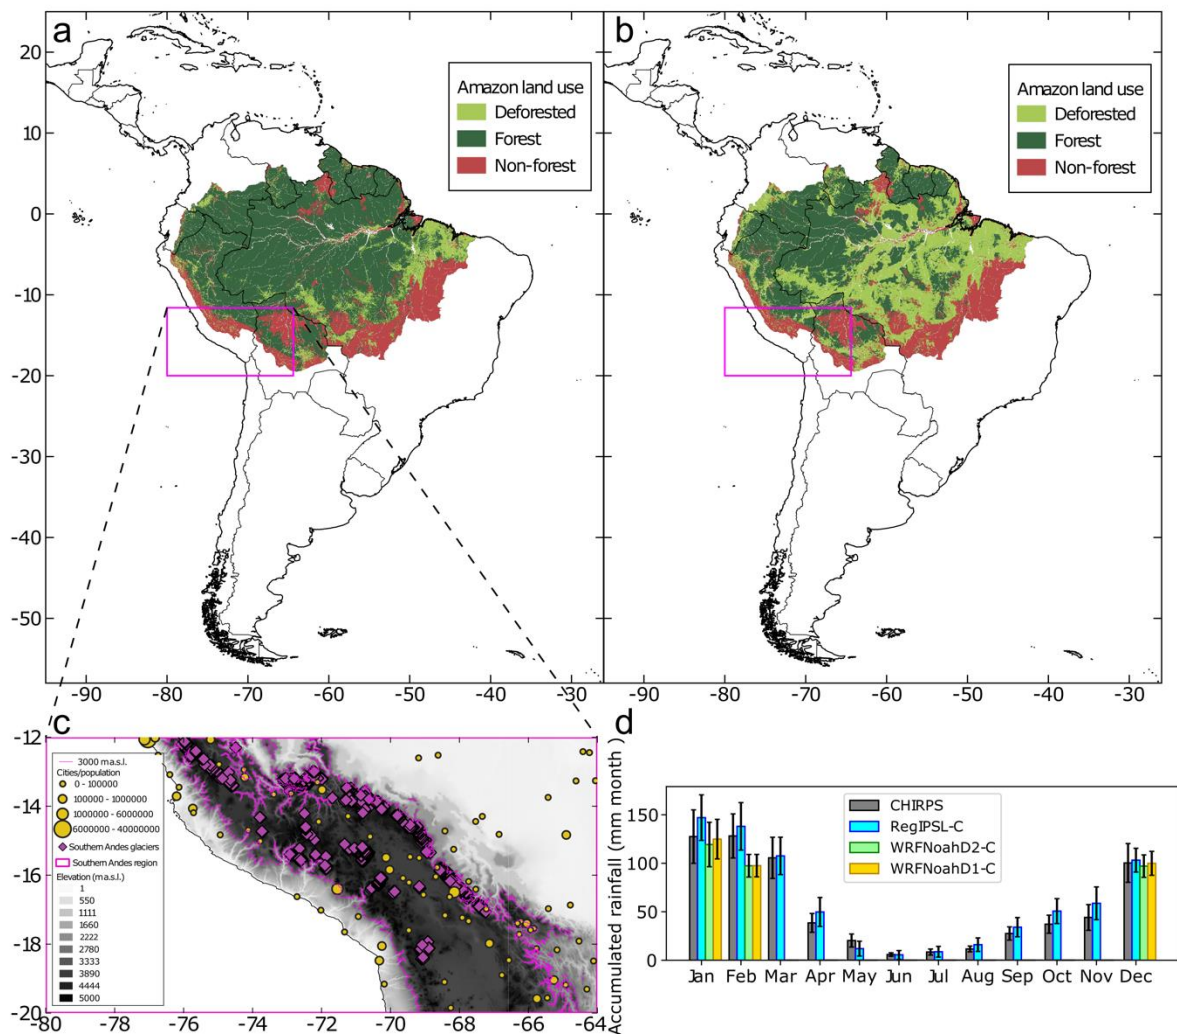 a
b
20
10
0
-10
-20
-30
-40
-50
Amazon land use
Deforested
Forest
Non-forest
Amazon land use
Deforested
Forest
Non-forest
-90 -80 -70 -60 -50 -40 -30
-90 -80 -70 -60 -50 -40 -30
c
-12
-14
-16
-18
-20
3000 m.a.s.l.
Cities/population
0 - 100000
100000 - 1000000
1000000 - 6000000
6000000 - 40000000
Southern Andes glaciers
Southern Andes region
Elevation (m.a.s.l.)
1
550
1111
1660
2222
2780
3333
3890
4444
5000
-80 -78 -76 -74 -72 -70 -68 -66 -64
d
Accumulated rainfall (mm month )
150
100
50
0
CHIRPS
RegIPSL-C
WRFNoahD2-C
WRFNoahD1-C
Jan Feb Mar Apr May Jun Jul Aug Sep Oct Nov Dec